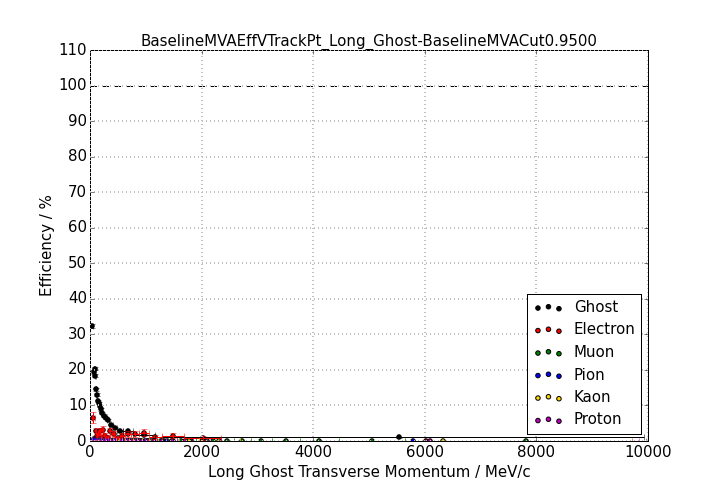 BaselineMVAEffVTrackPt_Long_Ghost-BaselineMVACut0.9500
110
100
90
80
70
60
50
40
30
20
10
0
Efficiency / %
Ghost
Electron
Muon
Pion
Kaon
Proton
0 2000 4000 6000 8000 10000
Long Ghost Transverse Momentum / MeV/c